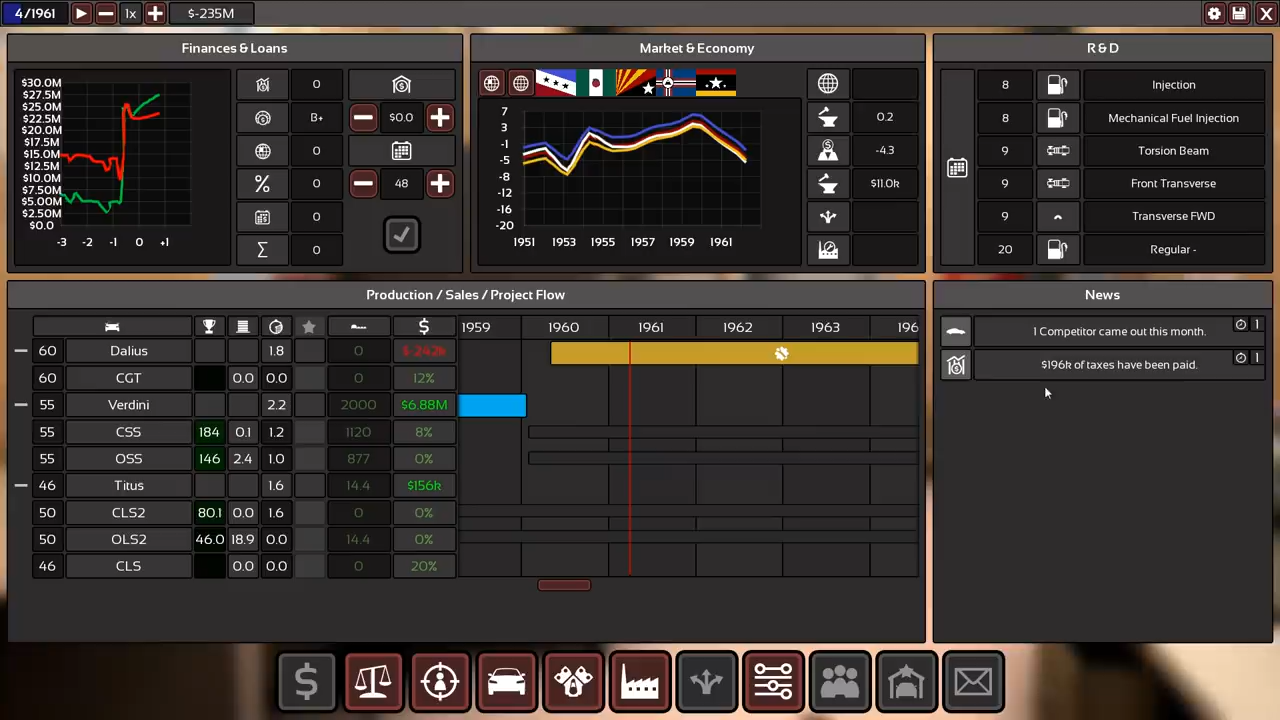 4/1961 1x $-235M
Finances & Loans
$30.0M
$27.5M
$25.0M
$22.5M
$20.0M
$17.5M
$15.0M
$12.5M
$10.0M
$7.50M
$5.00M
$2.50M
$0.0
-3 -2 -1 0 +1
0
B+ $0.0
0
0 48
0
Σ 0
Market & Economy
7
3
-1
-5
-8
-12
-16
-20
1951 1953 1955 1957 1959 1961
0.2
-4.3
$11.0k
R & D
8 Injection
8 Mechanical Fuel Injection
9 Torsion Beam
9 Front Transverse
9 Transverse FWD
20 Regular -
Production / Sales / Project Flow
$ 1959 1960 1961 1962 1963 196
60 Dalius 1.8 0 $-242k
60 CGT 0.0 0.0 0 12%
55 Verdini 2.2 2000 $6.88M
55 CSS 184 0.1 1.2 1120 8%
55 OSS 146 2.4 1.0 877 0%
46 Titus 1.6 14.4 $156k
50 CLS2 80.1 0.0 1.6 0 0%
50 OLS2 46.0 18.9 0.0 14.4 0%
46 CLS 0.0 0.0 0 20%
News
1 Competitor came out this month. 1
$196k of taxes have been paid. 1